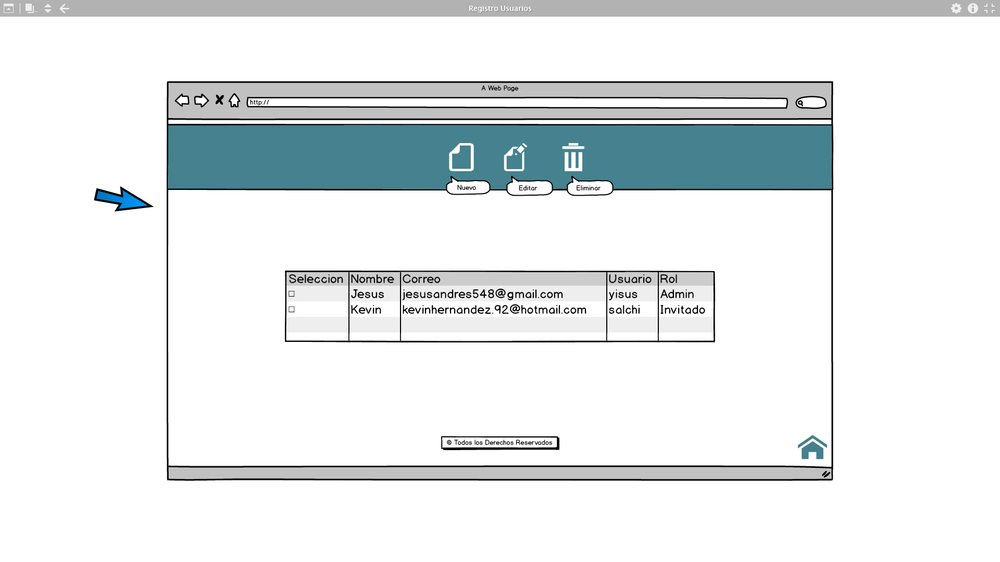 Registro Usuarios
A Web Page
http://
Nuevo
Editar
Eliminar
Seleccion Nombre Correo Usuario Rol
Jesus jesusandres548@gmail.com yisus Admin
Kevin kevinhernandez.92@hotmail.com salchi Invitado
© Todos los Derechos Reservados